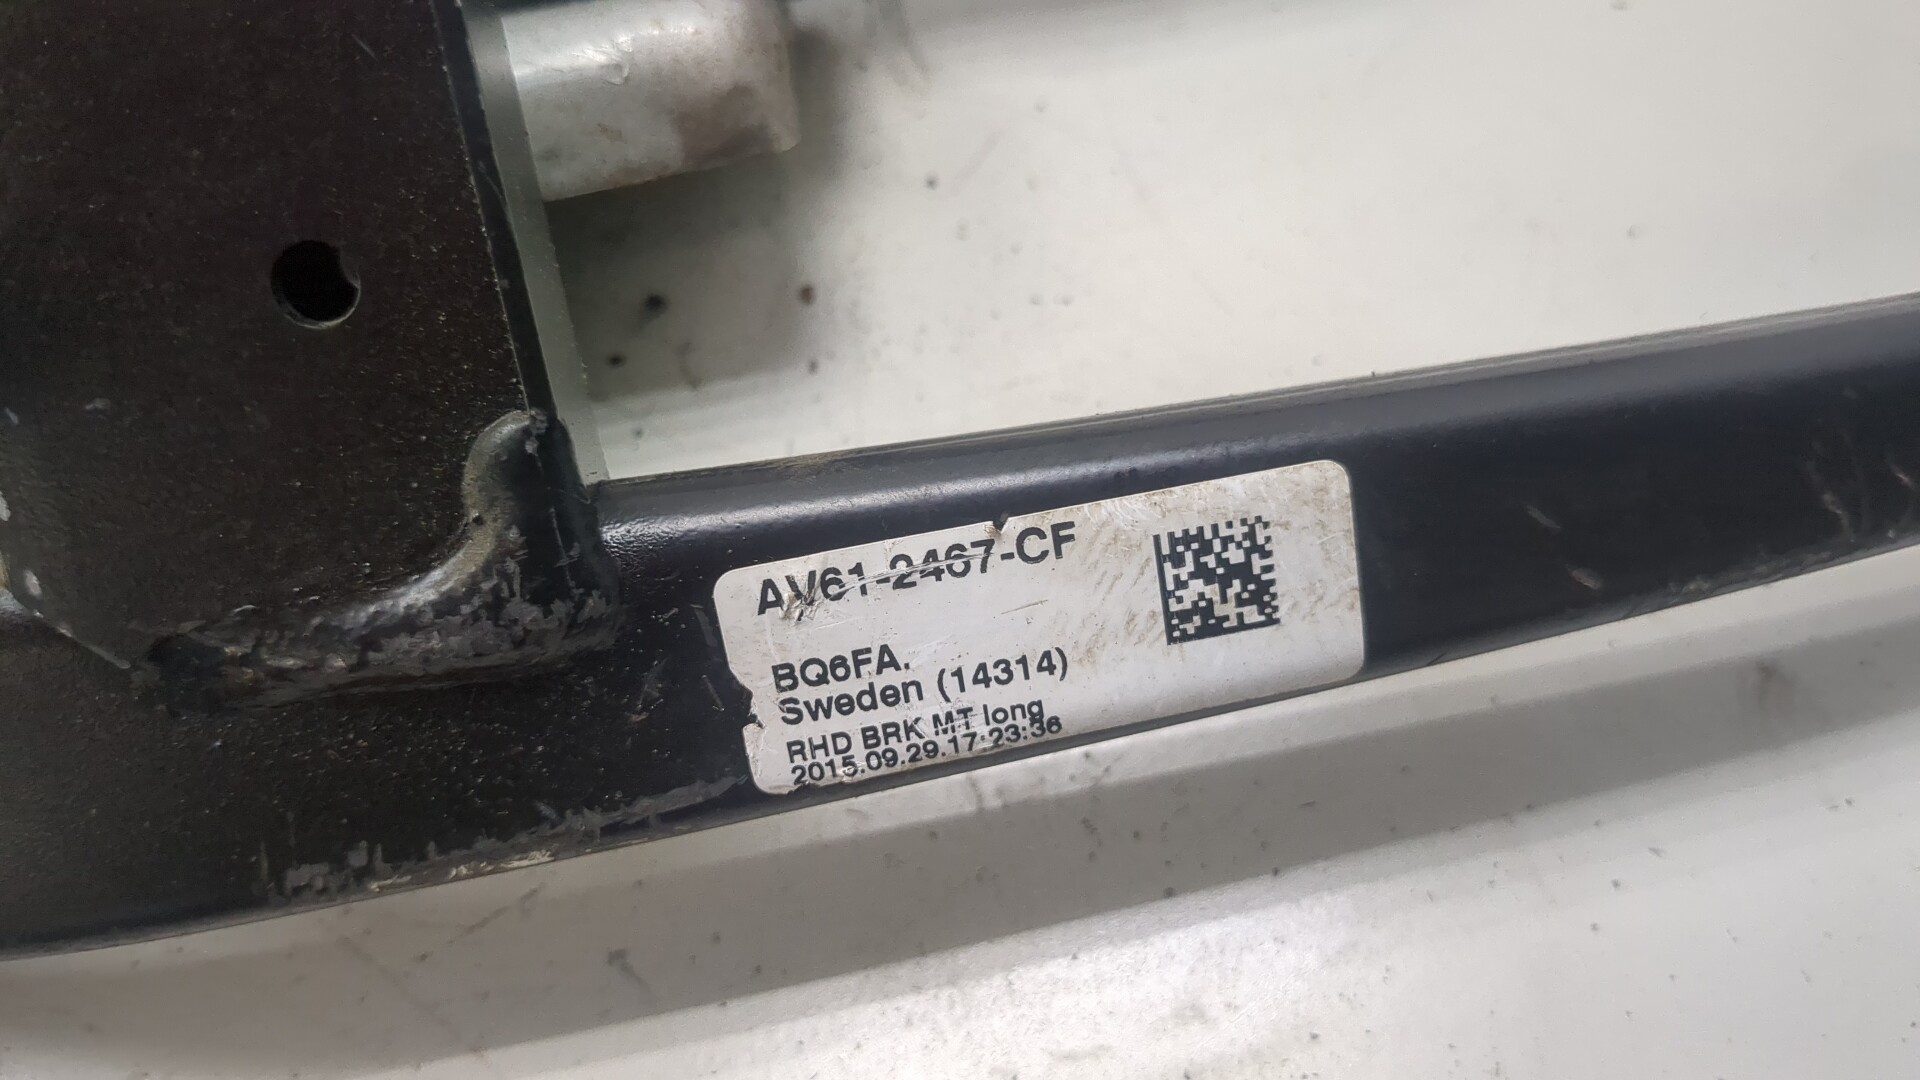 AV61-2467-CF
BQ6FA.
Sweden (14314)
RHD BRK MT long
2015.09.29.17:23:36